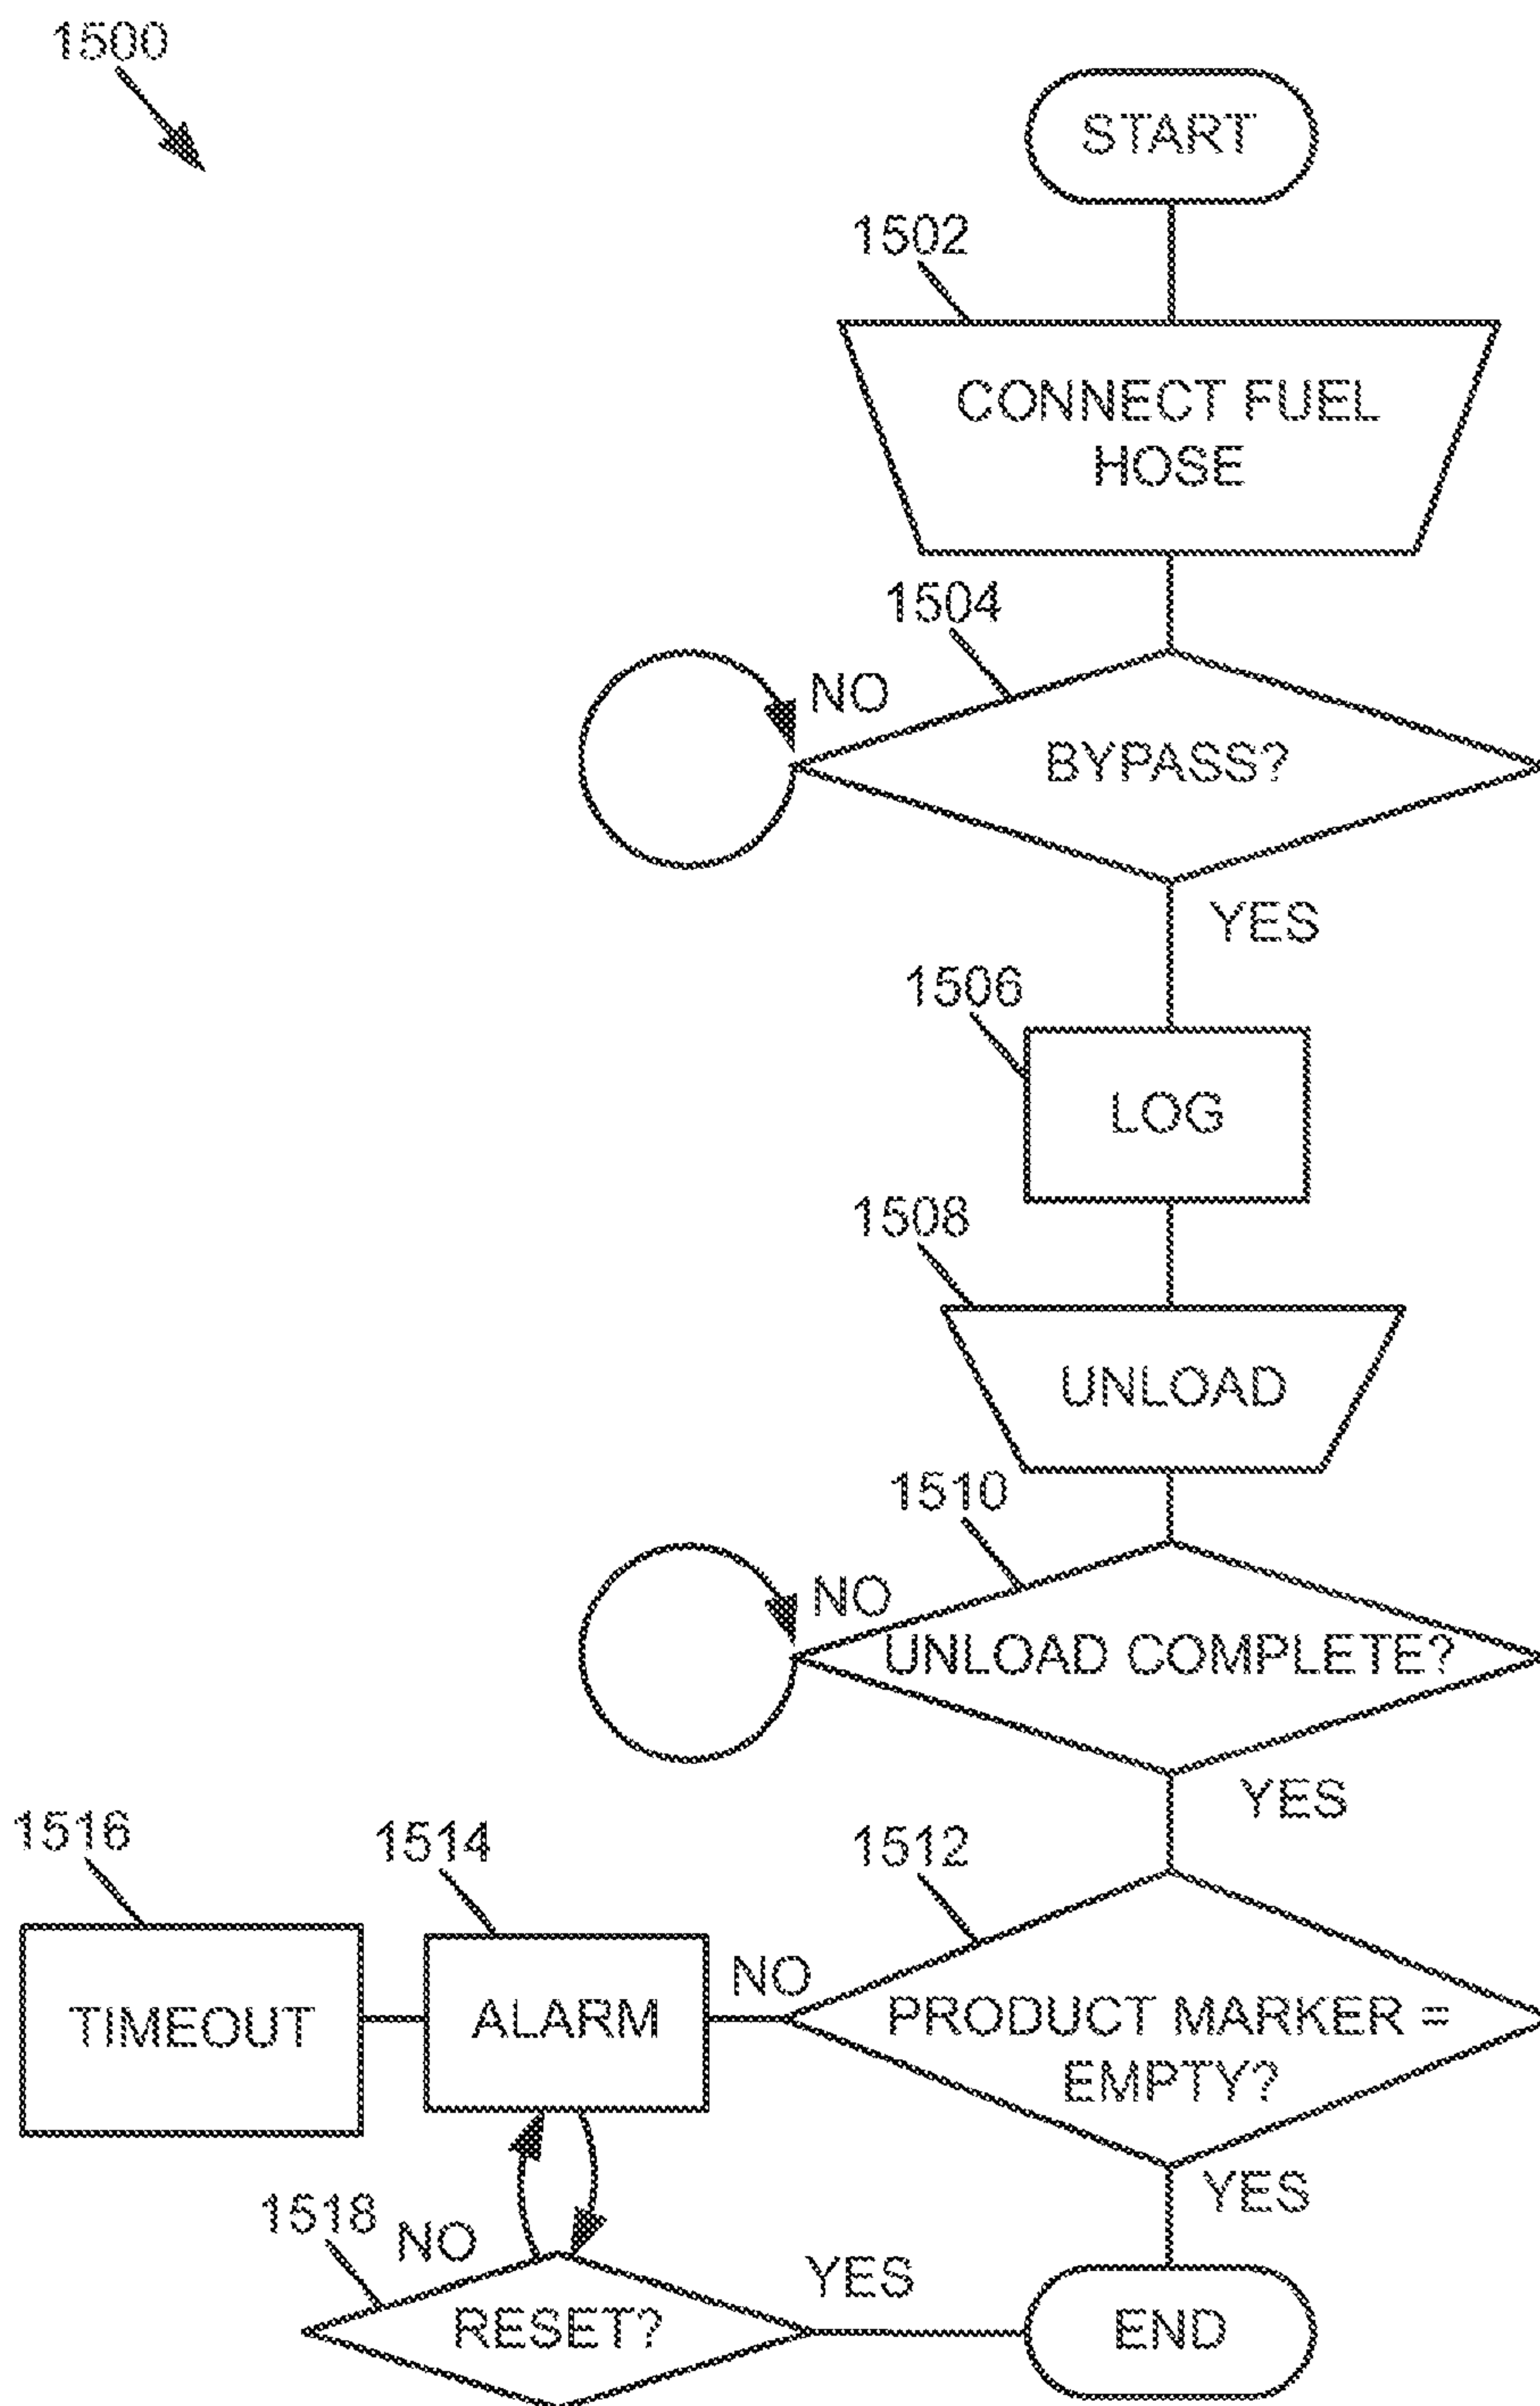 1500
START
1502
CONNECT FUEL
HOSE
1504
NO
BYPASS?
YES
1506
LOG
1508
UNLOAD
1510
NO
UNLOAD COMPLETE?
YES
1516
1514
1512
NO
TIMEOUT
ALARM
PRODUCT MARKER =
EMPTY?
YES
1518
NO
YES
RESET?
END